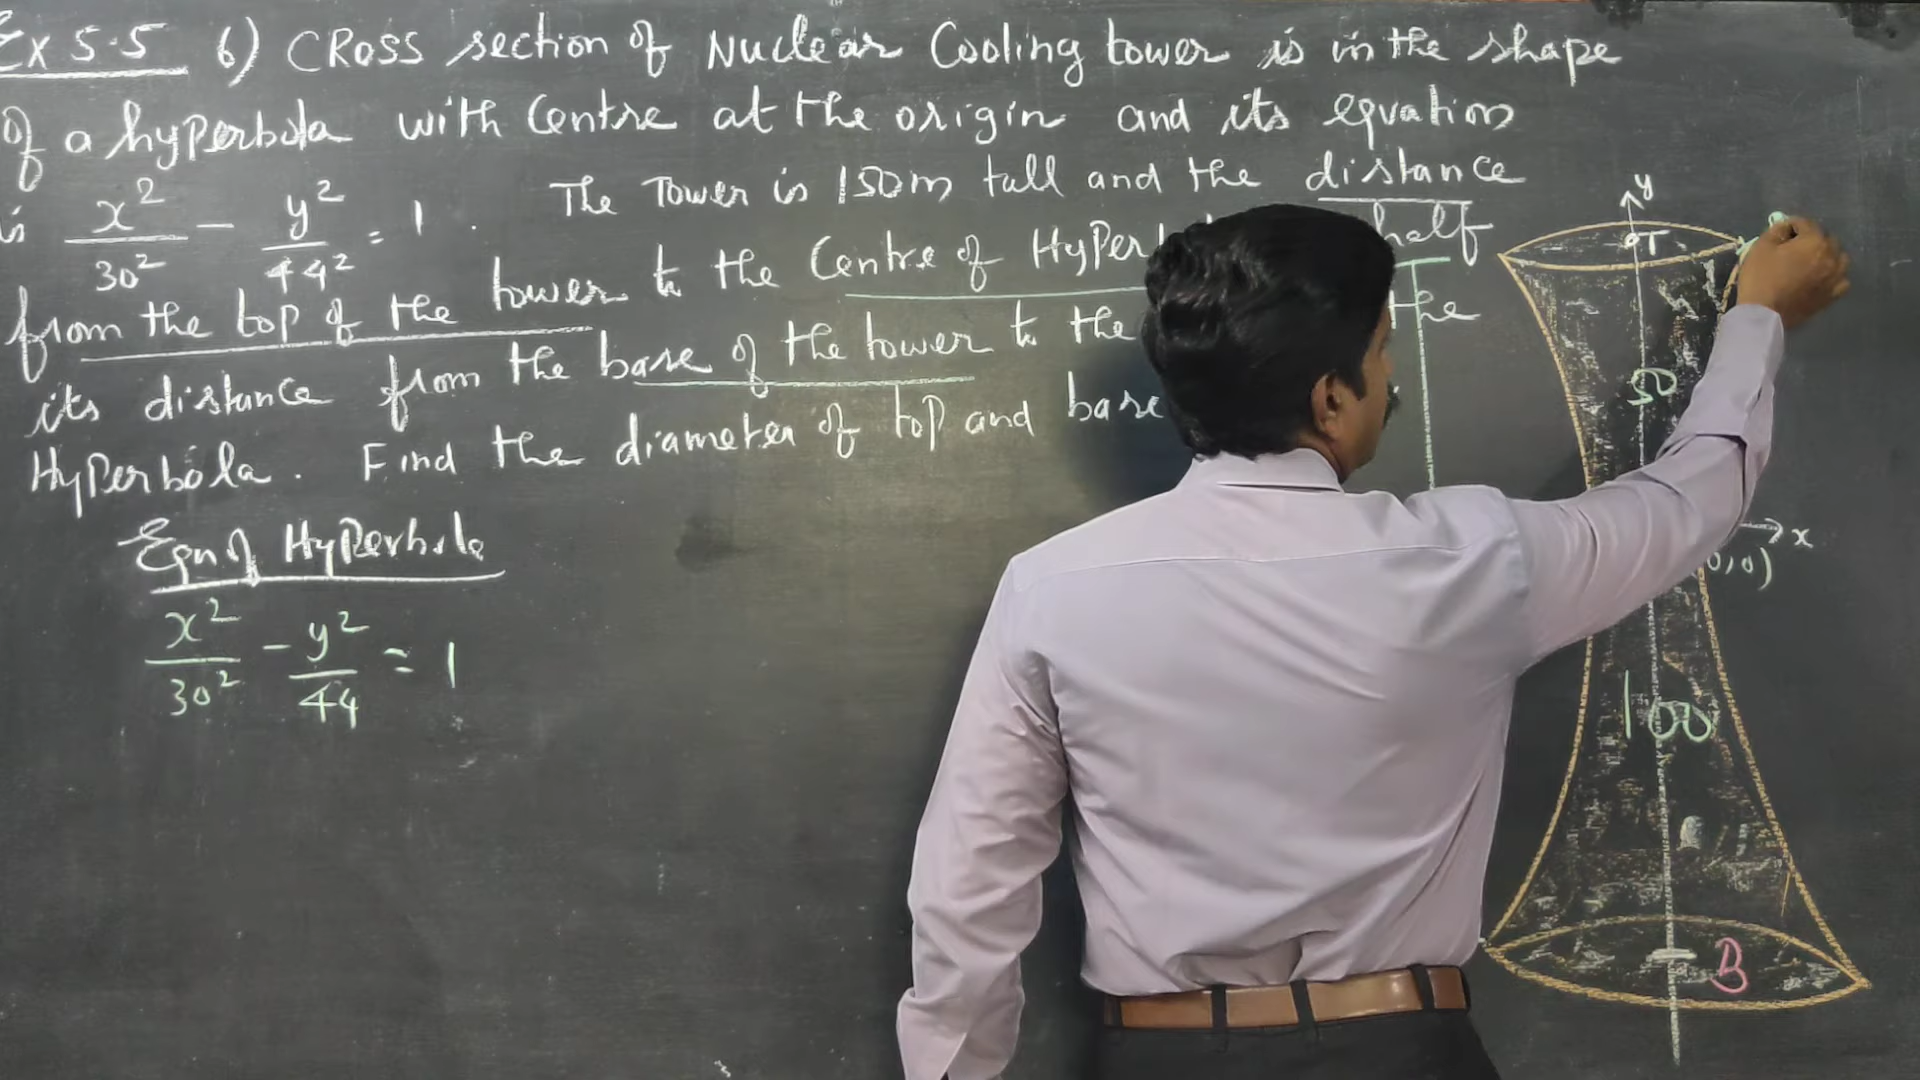 Ex 5.5 6) CROSS section of Nuclear Cooling tower is in the shape
of a hyperbola with Centre at the origin and its equation
is x²/30² - y²/44² = 1 . The Tower is 150m tall and the distance
from the top of the tower to the Centre of Hyper half
its distance from the base of the tower to the the
Hyperbola. Find the diameter of top and base
Eqn of Hyperbola
x²/30² - y²/44 = 1
y
T
50
x
0,0)
100
B